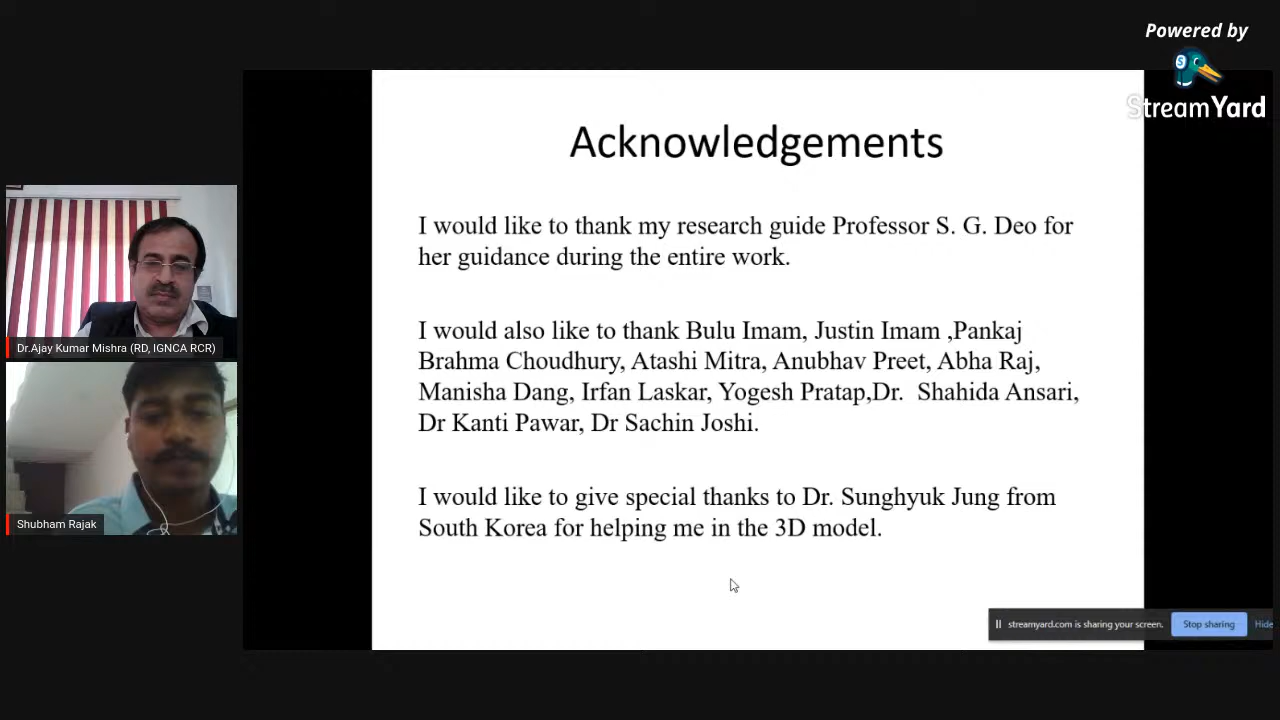 Powered by
StreamYard
Acknowledgements
I would like to thank my research guide Professor S. G. Deo for
her guidance during the entire work.
I would also like to thank Bulu Imam, Justin Imam ,Pankaj
Brahma Choudhury, Atashi Mitra, Anubhav Preet, Abha Raj,
Manisha Dang, Irfan Laskar, Yogesh Pratap,Dr. Shahida Ansari,
Dr Kanti Pawar, Dr Sachin Joshi.
I would like to give special thanks to Dr. Sunghyuk Jung from
South Korea for helping me in the 3D model.
Dr.Ajay Kumar Mishra (RD, IGNCA RCR)
Shubham Rajak
streamyard.com is sharing your screen.
Stop sharing
Hide